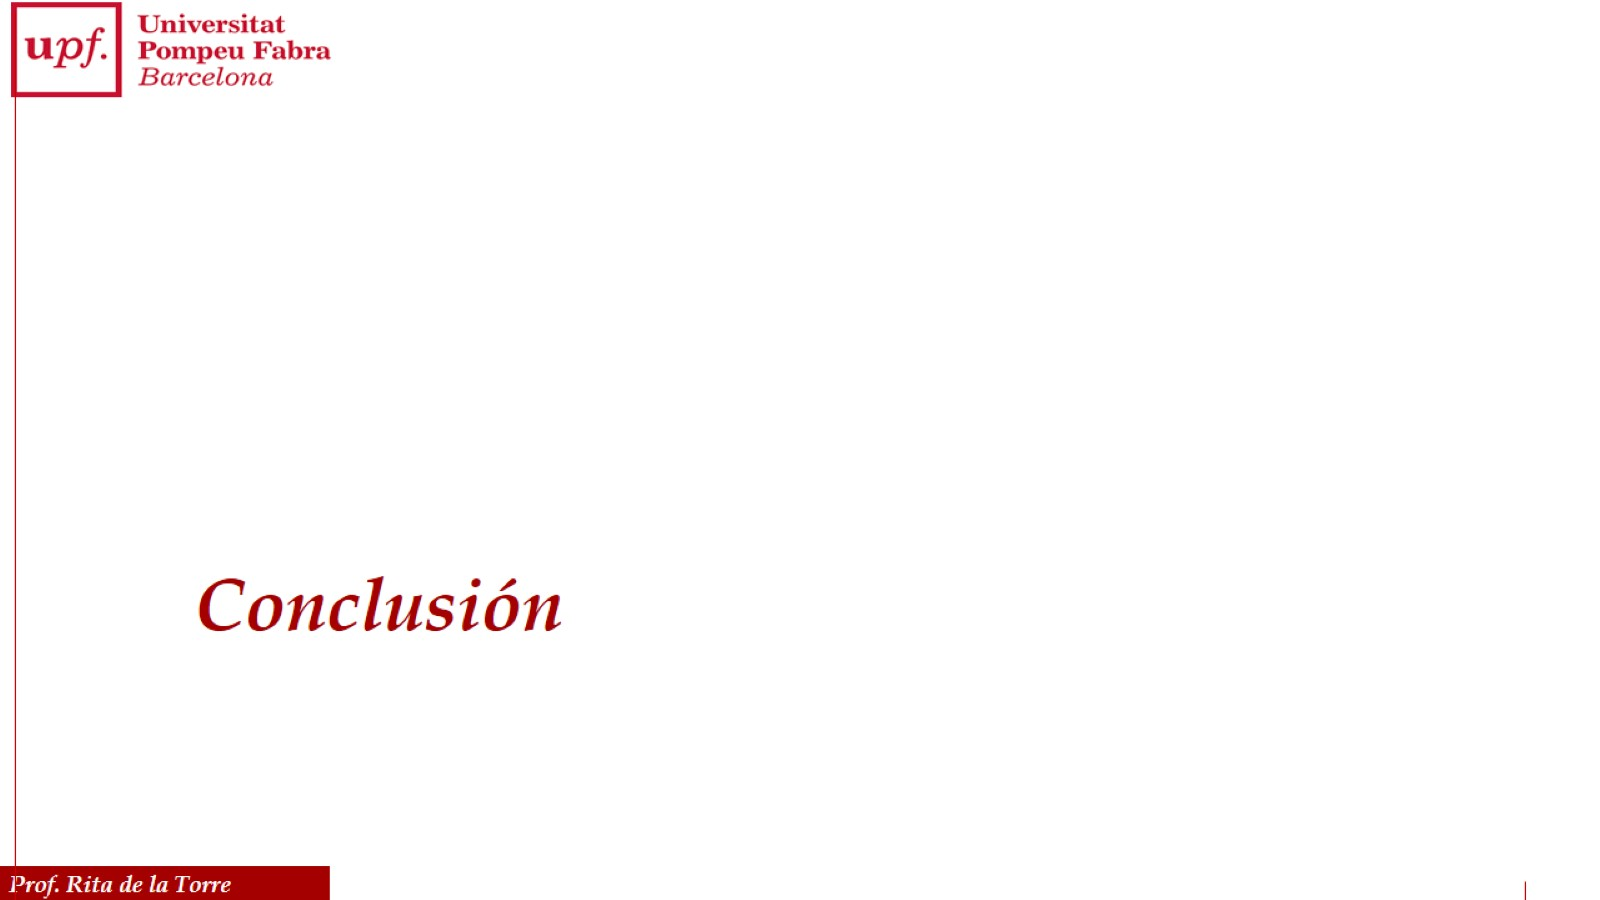 upf.
Universitat
Pompeu Fabra
Barcelona
Conclusión
Prof. Rita de la Torre